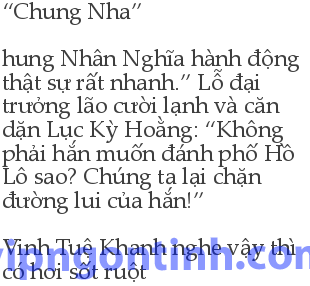 “Chung Nha”
hung Nhân Nghĩa hành động
thật sự rất nhanh.” Lỗ đại
trưởng lão cười lạnh và căn
dặn Lục Kỳ Hoằng: “Không
phải hắn muốn đánh phố Hồ
Lô sao? Chúng ta lại chặn
đường lui của hắn!”
Vinh Tuệ Khanh nghe vậy thì
vipngontinh.com
có hơi sốt ruột